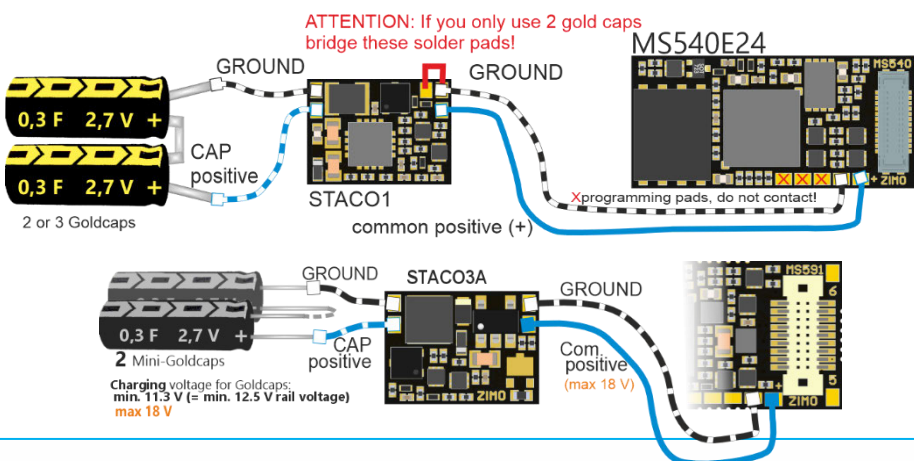 ATTENTION: If you only use 2 gold caps
bridge these solder pads!
MS540E24
GROUND
GROUND
MS540
0,3 F 2,7 V +
CAP
positive
0,3 F 2,7 V +
STACO1
Xprogramming pads, do not contact!
X X X
+
ZIMO
2 or 3 Goldcaps
common positive (+)
GROUND
STACO3A
GROUND
MS591
6
0,3 F 2,7 V +
CAP
positive
Com.
positive
(max 18 V)
2 Mini-Goldcaps
Charging voltage for Goldcaps:
min. 11.3 V (= min. 12.5 V rail voltage)
max 18 V
ZIMO
5
+
ZIMO